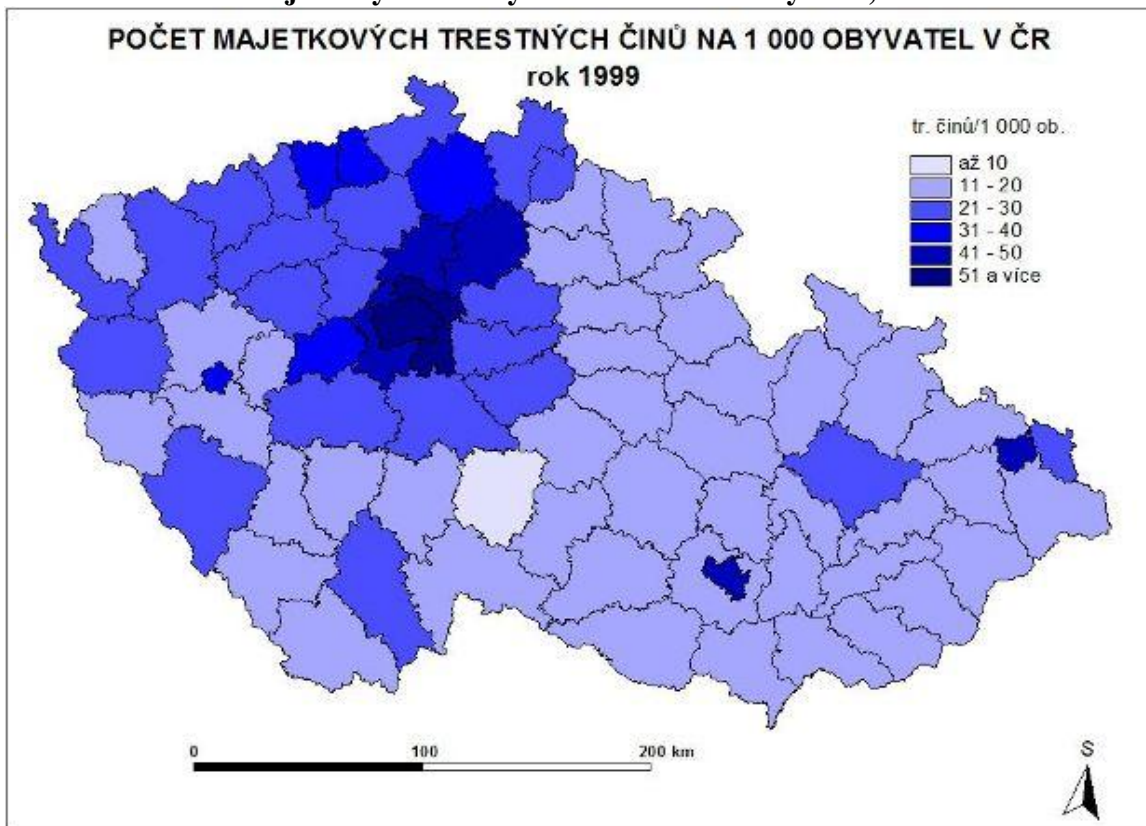 POČET MAJETKOVÝCH TRESTNÝCH ČINŮ NA 1 000 OBYVATEL V ČR
rok 1999
tr. činů/1 000 ob.
až 10
11 - 20
21 - 30
31 - 40
41 - 50
51 a více
0 100 200 km
S